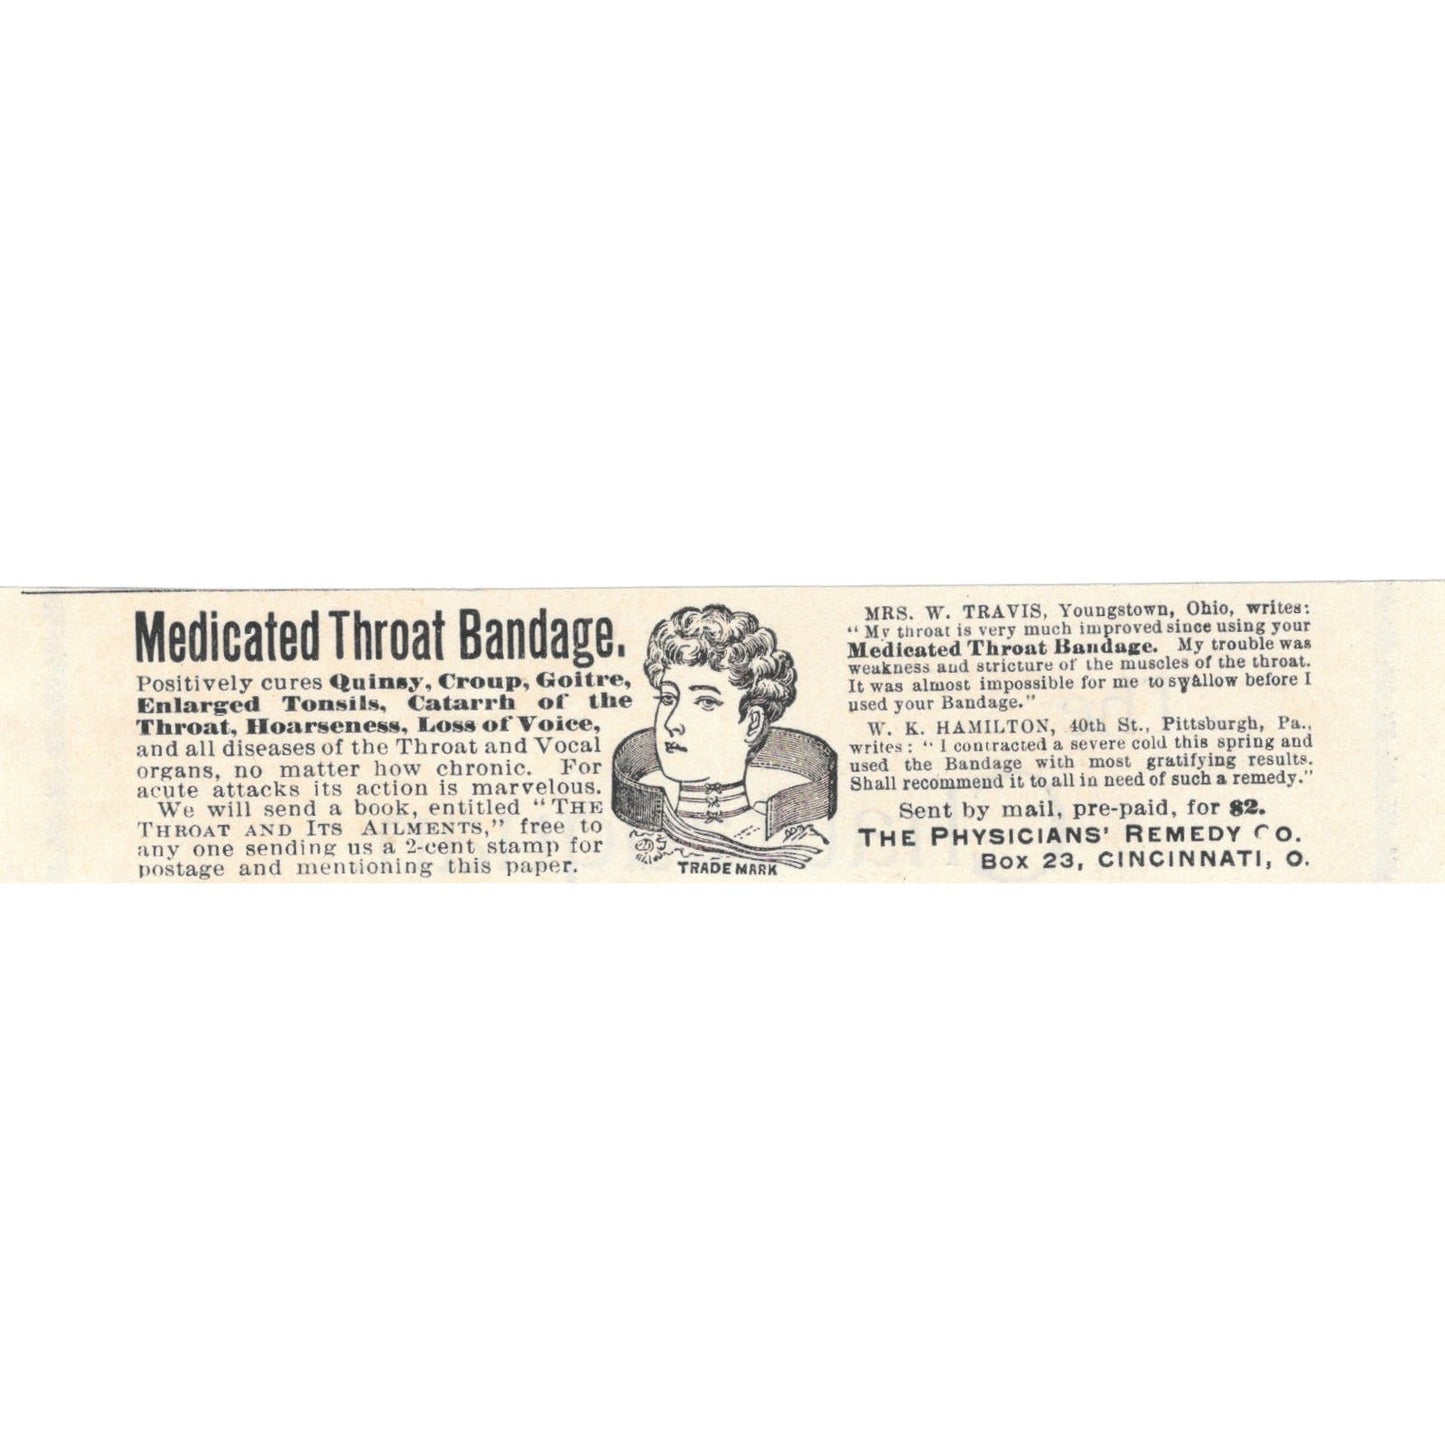 Medicated Throat Bandage.
Positively cures Quinsy, Croup, Goitre,
Enlarged Tonsils, Catarrh of the
Throat, Hoarseness, Loss of Voice,
and all diseases of the Throat and Vocal
organs, no matter how chronic. For
acute attacks its action is marvelous.
We will send a book, entitled "THE
THROAT AND ITS AILMENTS," free to
any one sending us a 2-cent stamp for
postage and mentioning this paper.
TRADE MARK
MRS. W. TRAVIS, Youngstown, Ohio, writes:
"My throat is very much improved since using your
Medicated Throat Bandage. My trouble was
weakness and stricture of the muscles of the throat.
It was almost impossible for me to swallow before I
used your Bandage."
W. K. HAMILTON, 40th St., Pittsburgh, Pa.,
writes: "I contracted a severe cold this spring and
used the Bandage with most gratifying results.
Shall recommend it to all in need of such a remedy."
Sent by mail, pre-paid, for $2.
THE PHYSICIANS' REMEDY CO.
BOX 23, CINCINNATI, O.